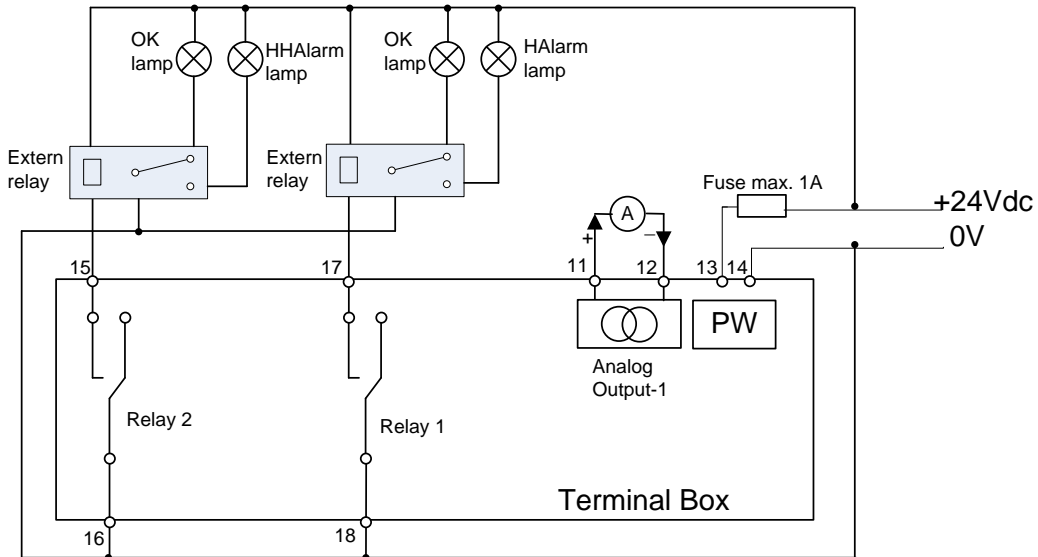 OK
lamp
HHAlarm
lamp
OK
lamp
HAlarm
lamp
Extern
relay
Extern
relay
Fuse max. 1A
+24Vdc
0V
A
+
−
15
17
11
12
13
14
PW
Analog
Output-1
Relay 2
Relay 1
Terminal Box
16
18